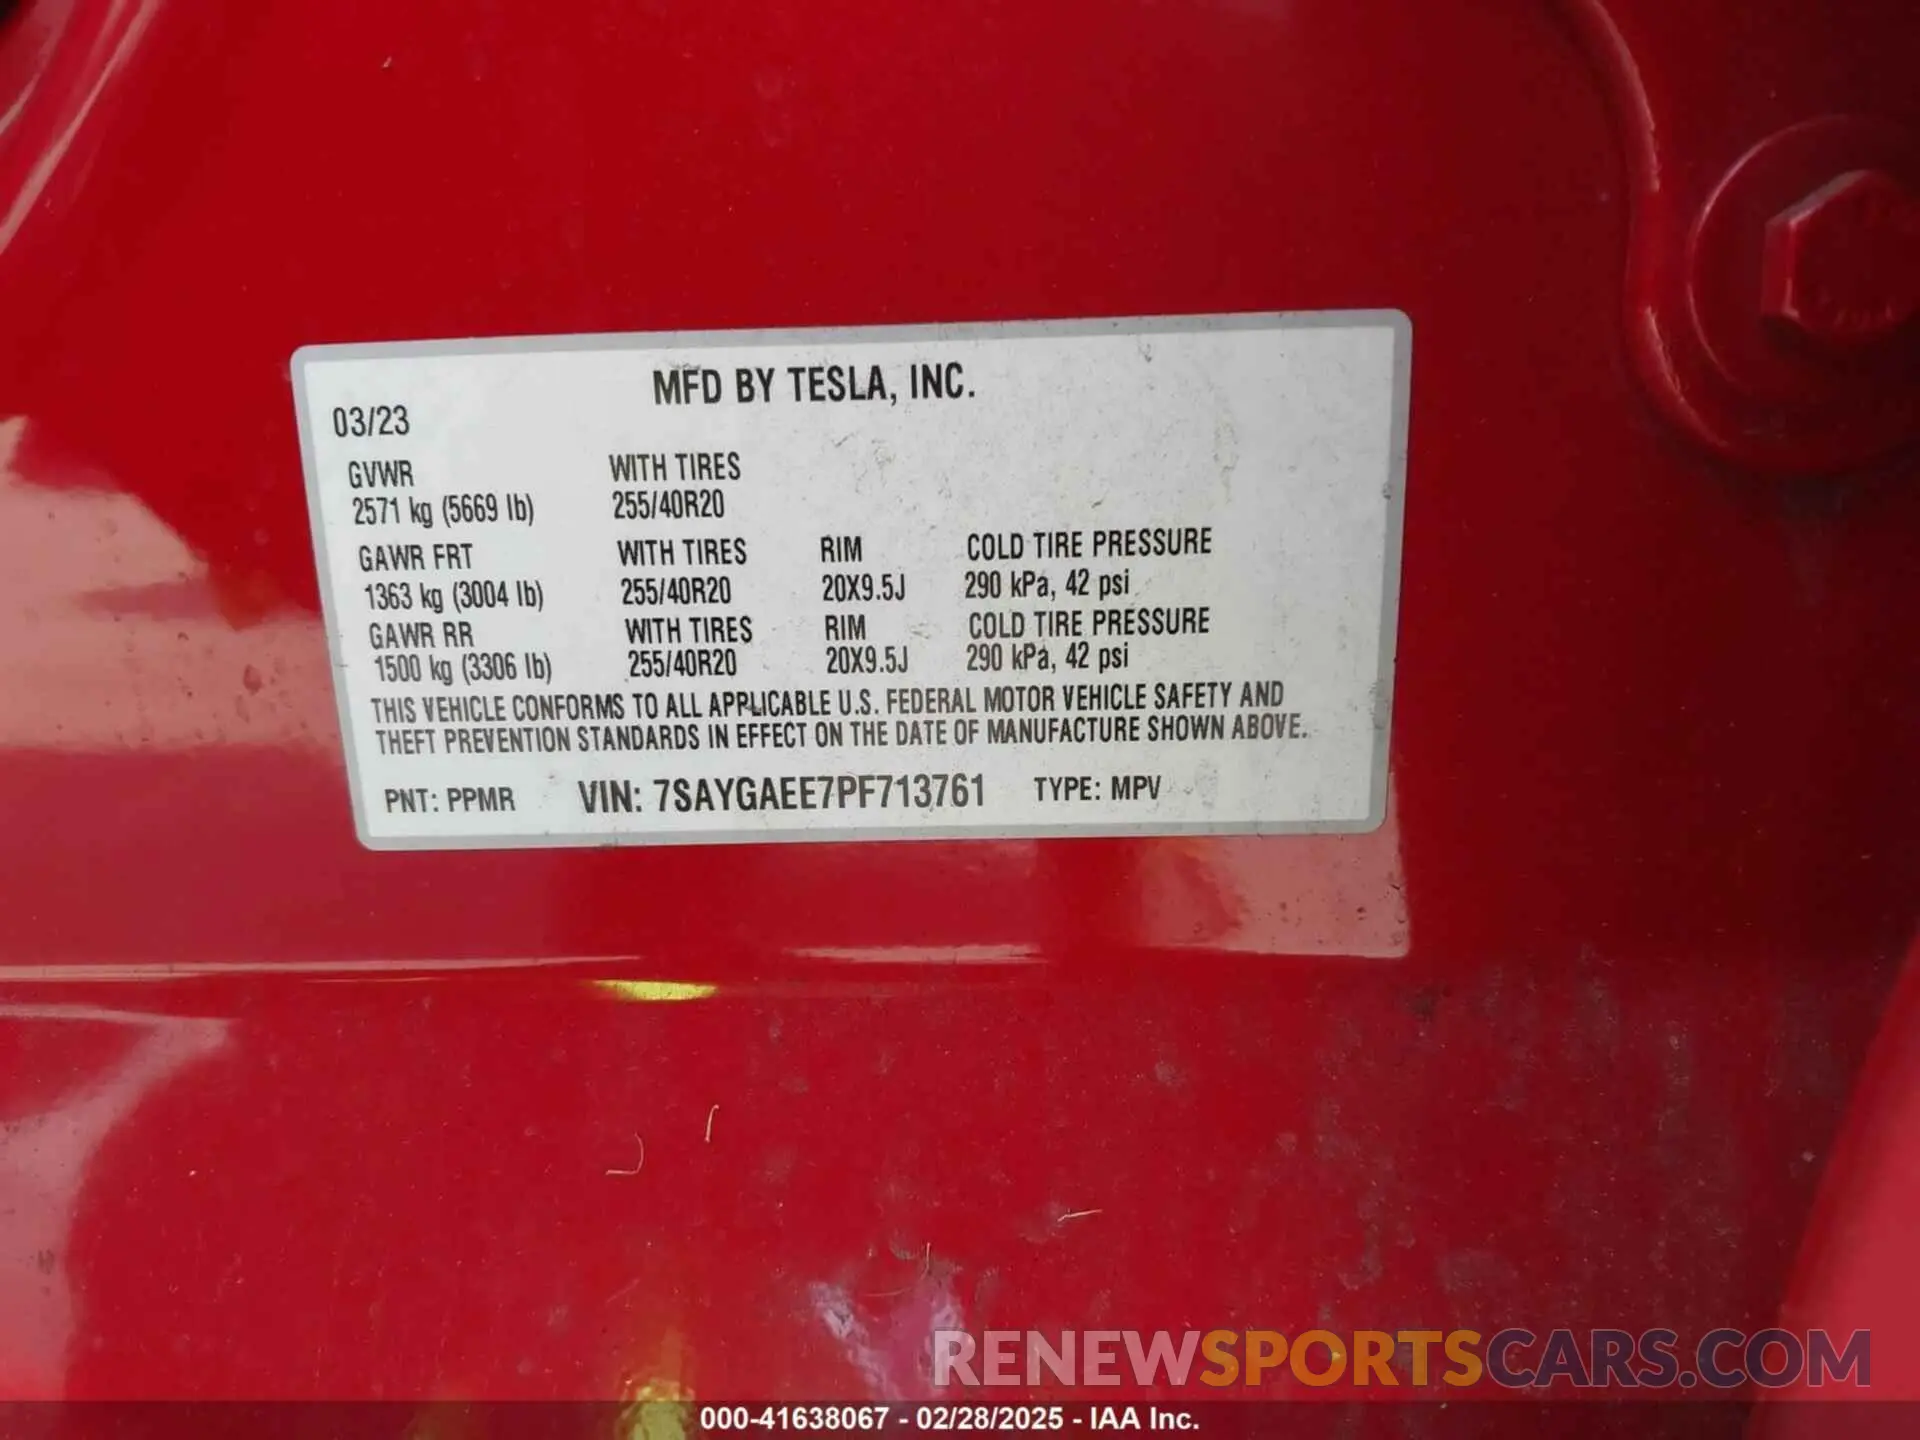 MFD BY TESLA, INC.
03/23
GVWR WITH TIRES
2571 kg (5669 lb) 255/40R20
GAWR FRT WITH TIRES RIM COLD TIRE PRESSURE
1363 kg (3004 lb) 255/40R20 20X9.5J 290 kPa, 42 psi
GAWR RR WITH TIRES RIM COLD TIRE PRESSURE
1500 kg (3306 lb) 255/40R20 20X9.5J 290 kPa, 42 psi
THIS VEHICLE CONFORMS TO ALL APPLICABLE U.S. FEDERAL MOTOR VEHICLE SAFETY AND
THEFT PREVENTION STANDARDS IN EFFECT ON THE DATE OF MANUFACTURE SHOWN ABOVE.
PNT: PPMR VIN: 7SAYGAEE7PF713761 TYPE: MPV
RENEWSPORTSCARS.COM
000-41638067 - 02/28/2025 - IAA Inc.